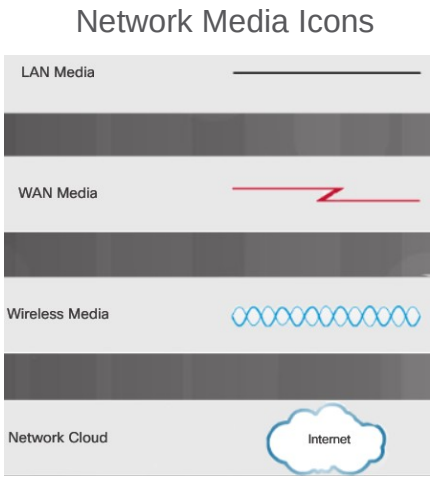 Network Media Icons
LAN Media
WAN Media
Wireless Media
Network Cloud
Internet